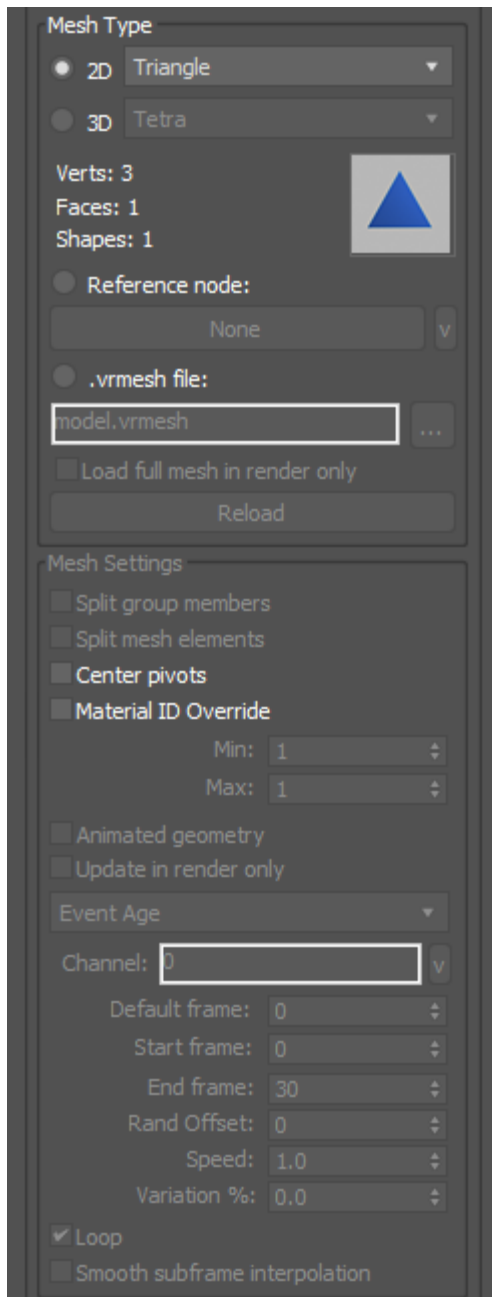 Mesh Type
2D Triangle
3D Tetra
Verts: 3
Faces: 1
Shapes: 1
Reference node:
None v
.vrmesh file:
model.vrmesh ...
Load full mesh in render only
Reload
Mesh Settings
Split group members
Split mesh elements
Center pivots
Material ID Override
Min: 1
Max: 1
Animated geometry
Update in render only
Event Age
Channel: 0 v
Default frame: 0
Start frame: 0
End frame: 30
Rand Offset: 0
Speed: 1.0
Variation %: 0.0
Loop
Smooth subframe interpolation